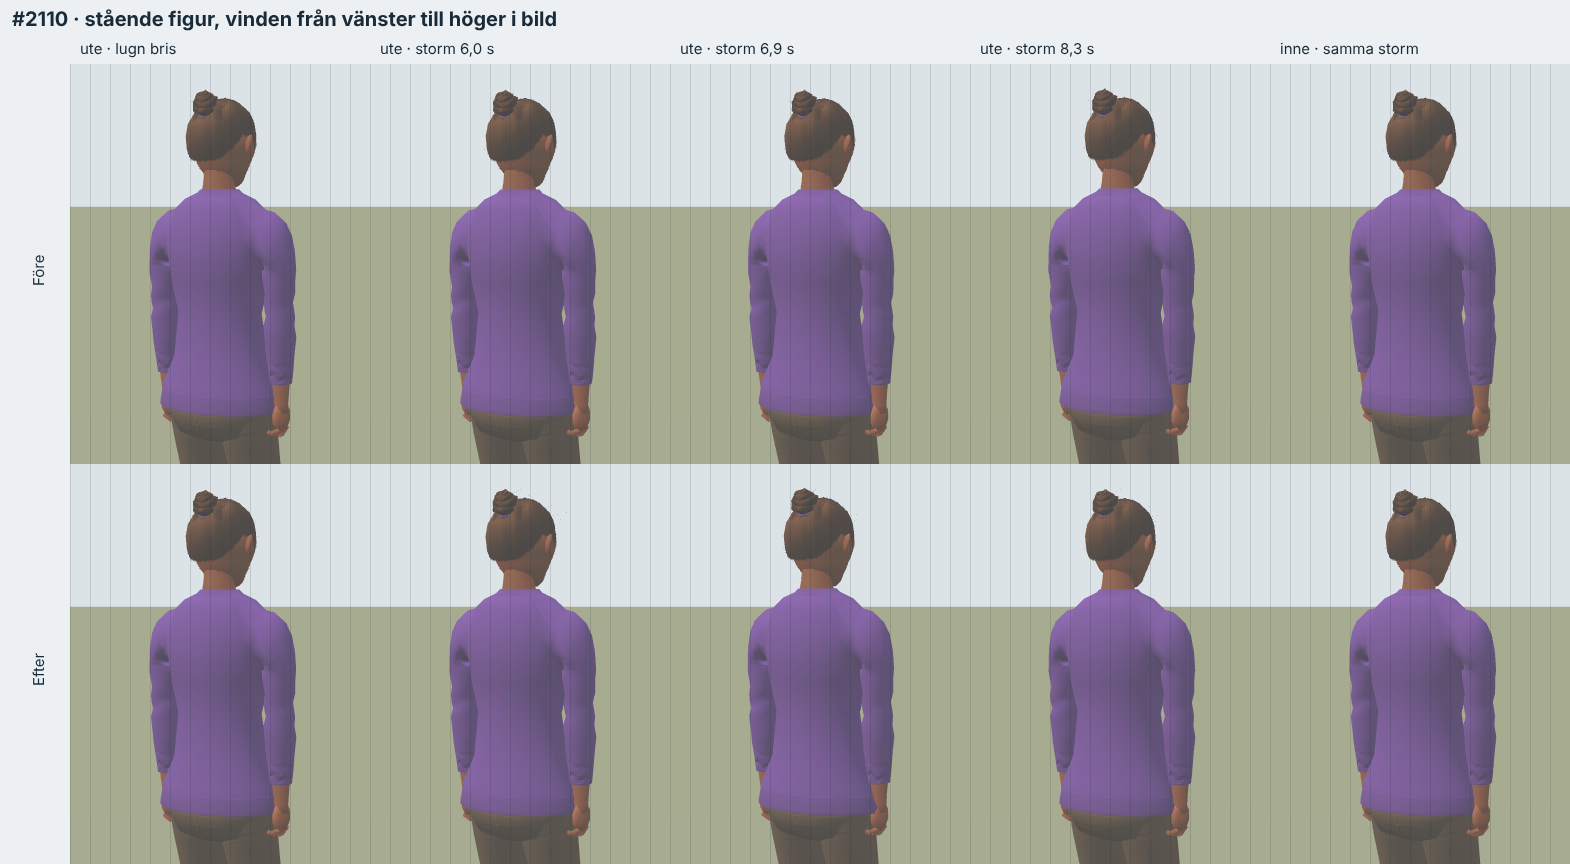 #2110 · stående figur, vinden från vänster till höger i bild
ute · lugn bris
ute · storm 6,0 s
ute · storm 6,9 s
ute · storm 8,3 s
inne · samma storm
Före
Efter